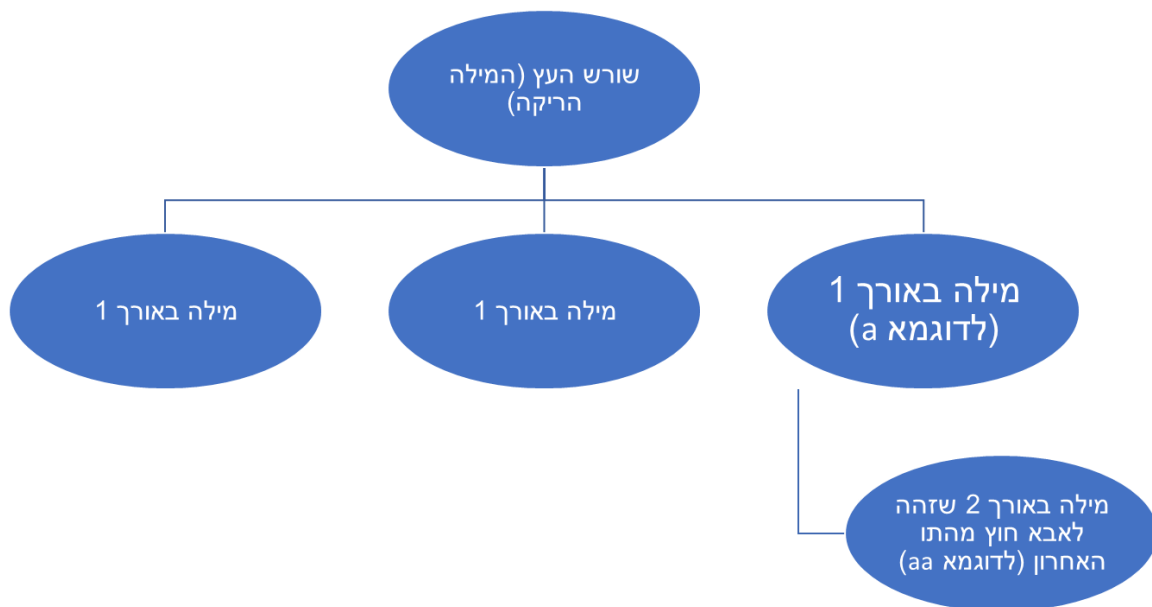 שורש העץ (המילה
הריקה)
מילה באורך 1
(לדוגמא a)
מילה באורך 1
מילה באורך 1
מילה באורך 2 שזהה
לאבא חוץ מהתו
האחרון (לדוגמא aa)